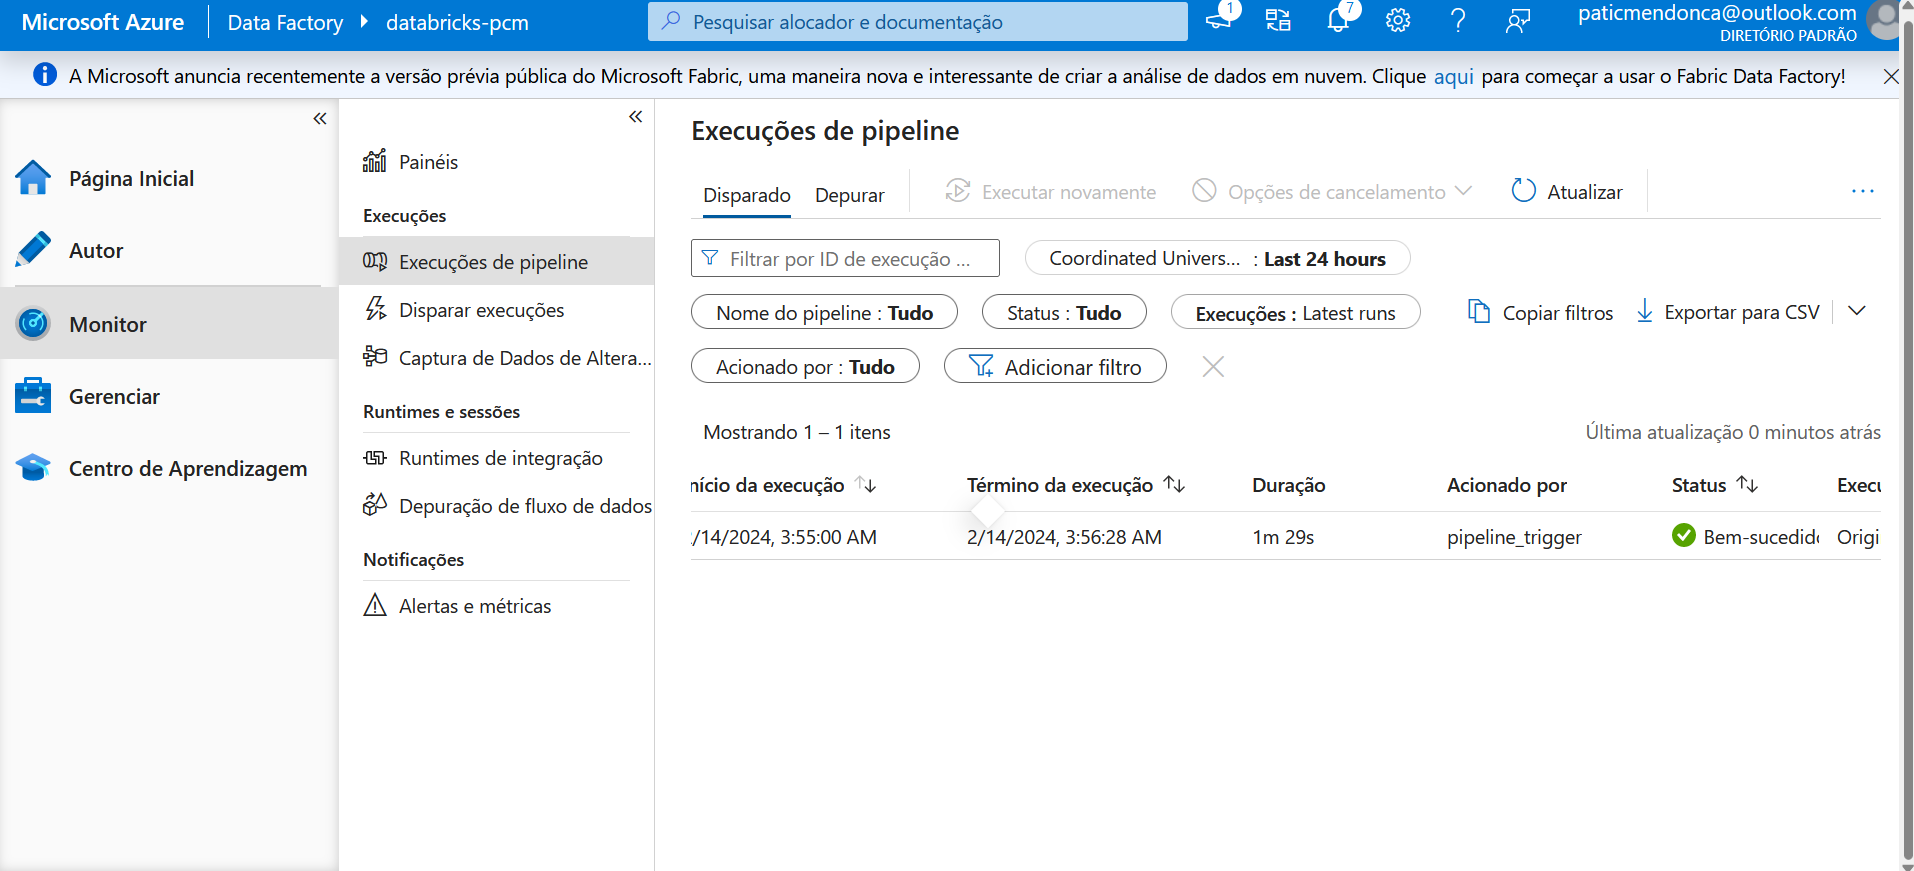 Microsoft Azure
Data Factory
databricks-pcm
Pesquisar alocador e documentação
1
7
paticmendonca@outlook.com
DIRETÓRIO PADRÃO
A Microsoft anuncia recentemente a versão prévia pública do Microsoft Fabric, uma maneira nova e interessante de criar a análise de dados em nuvem. Clique aqui para começar a usar o Fabric Data Factory!
Página Inicial
Autor
Monitor
Gerenciar
Centro de Aprendizagem
Painéis
Execuções
Execuções de pipeline
Disparar execuções
Captura de Dados de Altera...
Runtimes e sessões
Runtimes de integração
Depuração de fluxo de dados
Notificações
Alertas e métricas
Execuções de pipeline
Disparado
Depurar
Executar novamente
Opções de cancelamento
Atualizar
...
Filtrar por ID de execução ...
Coordinated Univers... : Last 24 hours
Nome do pipeline : Tudo
Status : Tudo
Execuções : Latest runs
Copiar filtros
Exportar para CSV
Acionado por : Tudo
Adicionar filtro
Mostrando 1 – 1 itens
Última atualização 0 minutos atrás
nício da execução
Término da execução
Duração
Acionado por
Status
Execu
/14/2024, 3:55:00 AM
2/14/2024, 3:56:28 AM
1m 29s
pipeline_trigger
Bem-sucedido
Origi